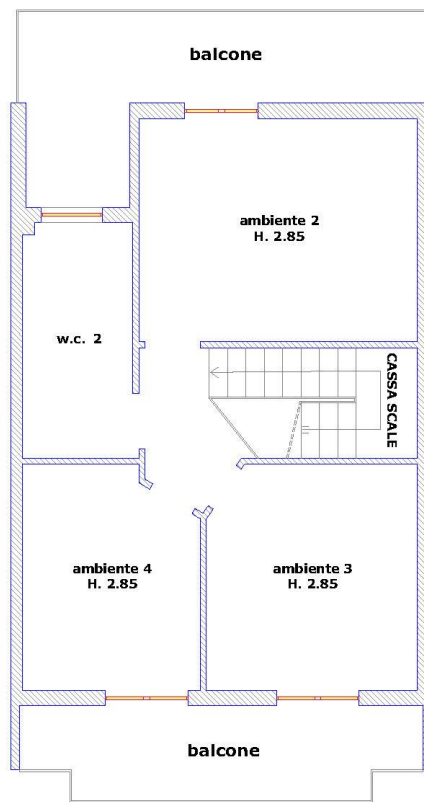 balcone
ambiente 2
H. 2.85
w.c. 2
CASSA SCALE
ambiente 4
H. 2.85
ambiente 3
H. 2.85
balcone